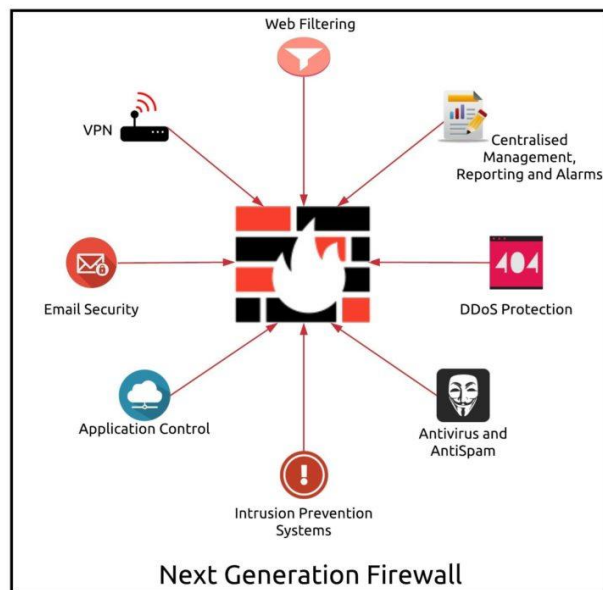 Web Filtering
VPN
Centralised
Management,
Reporting and Alarms
Email Security
404
DDoS Protection
Application Control
Antivirus and
AntiSpam
!
Intrusion Prevention
Systems
Next Generation Firewall